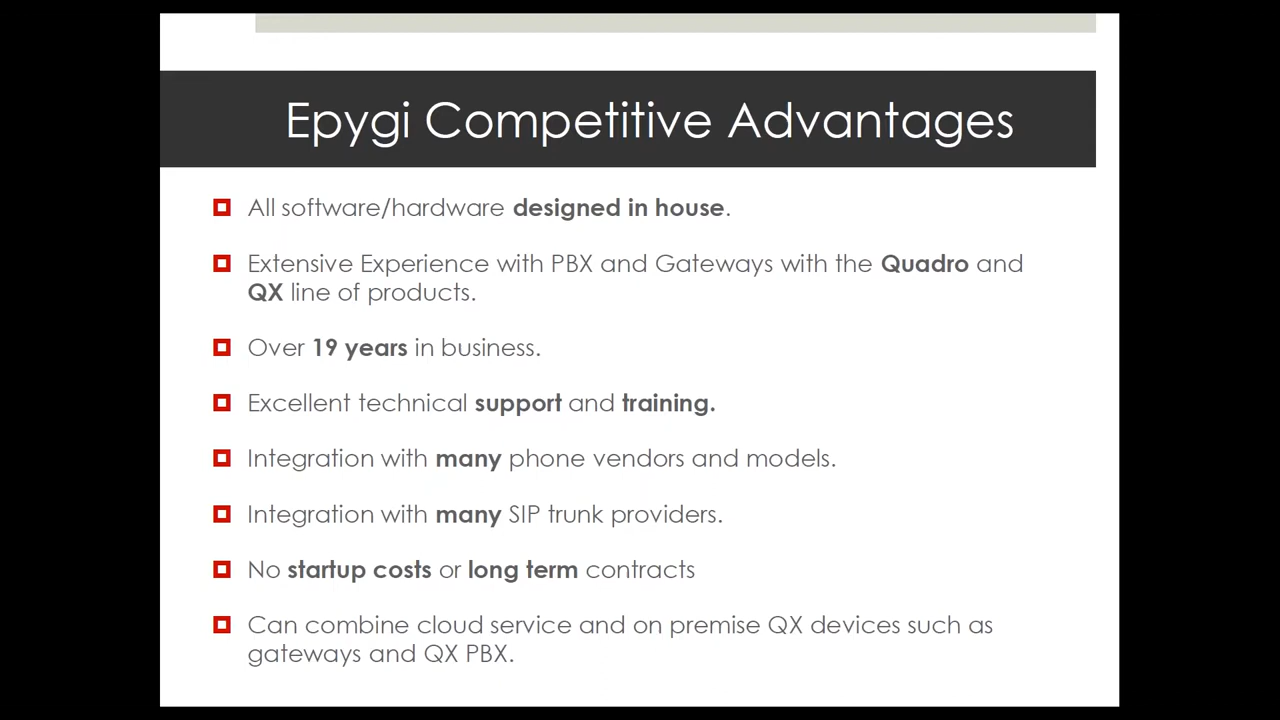 Epygi Competitive Advantages
All software/hardware designed in house.
Extensive Experience with PBX and Gateways with the Quadro and
QX line of products.
Over 19 years in business.
Excellent technical support and training.
Integration with many phone vendors and models.
Integration with many SIP trunk providers.
No startup costs or long term contracts
Can combine cloud service and on premise QX devices such as
gateways and QX PBX.